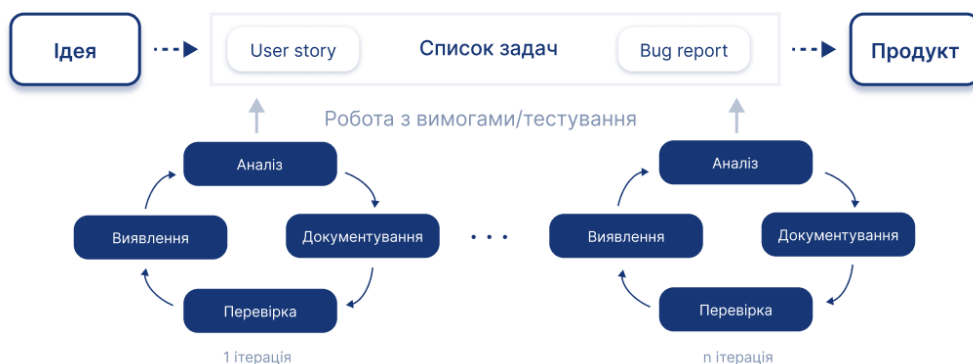 Ідея
User story
Список задач
Bug report
Продукт
Робота з вимогами/тестування
Аналіз
Виявлення
Документування
Перевірка
1 ітерація
...
Аналіз
Виявлення
Документування
Перевірка
n ітерація